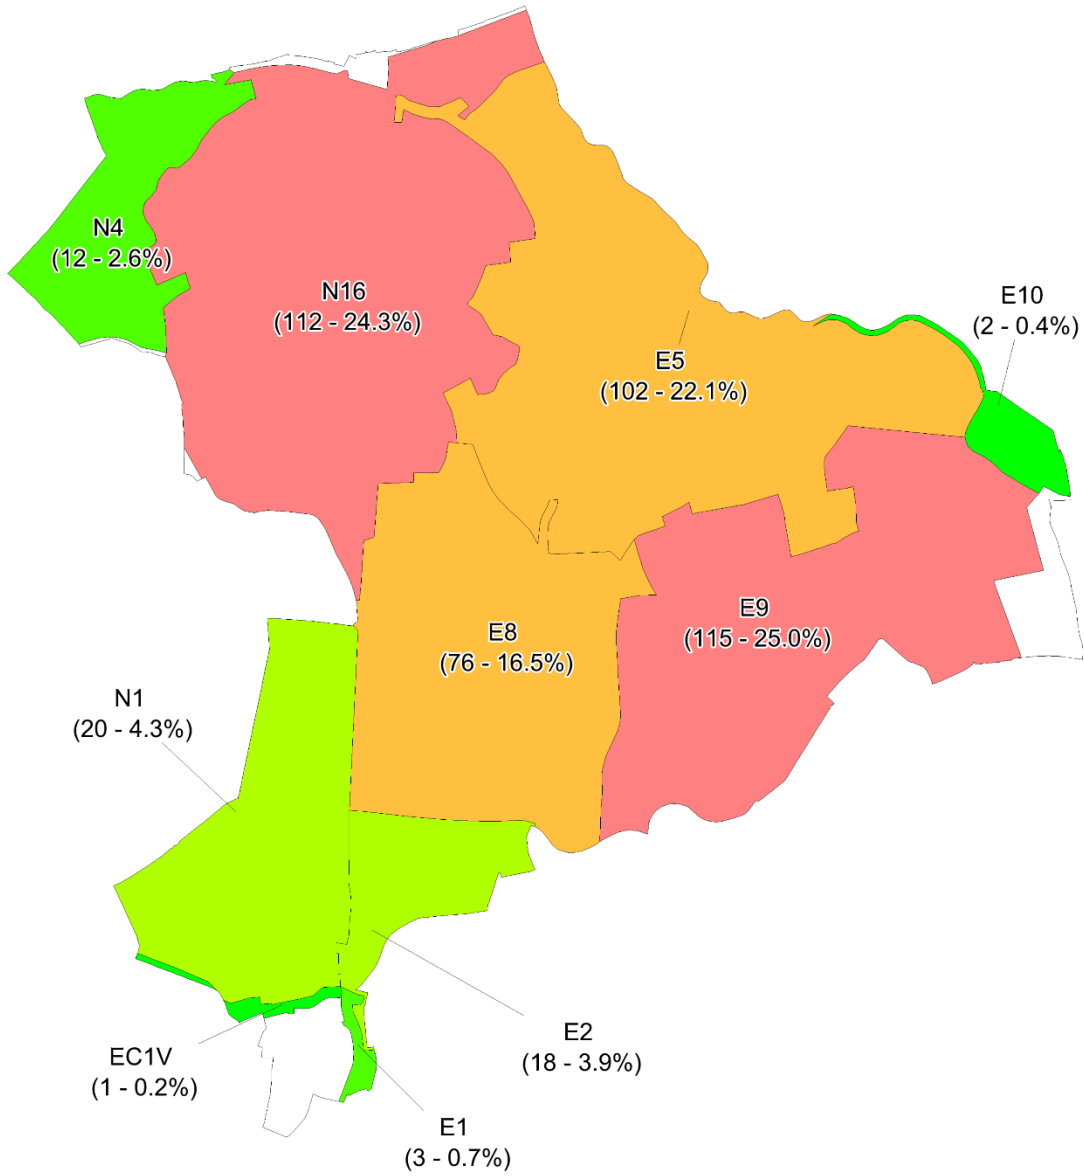 N4
(12 - 2.6%)
N16
(112 - 24.3%)
E10
(2 - 0.4%)
E5
(102 - 22.1%)
E9
(115 - 25.0%)
E8
(76 - 16.5%)
N1
(20 - 4.3%)
E2
(18 - 3.9%)
EC1V
(1 - 0.2%)
E1
(3 - 0.7%)